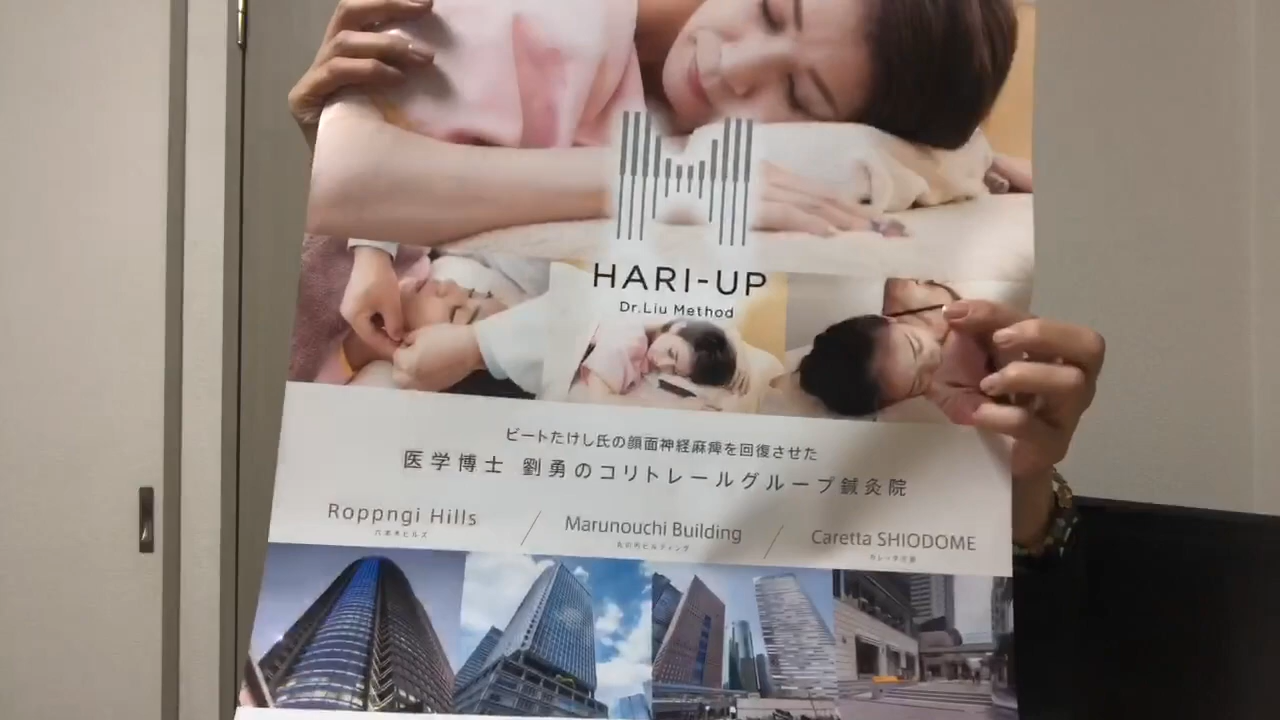 HARI-UP
Dr.Liu Method
ビートたけし氏の顔面神経麻痺を回復させた
医学博士 劉勇のコリトレールグループ鍼灸院
Roppngi Hills / Marunouchi Building / Caretta SHIODOME
六本木ヒルズ 丸の内ビルディング カレッタ汐留